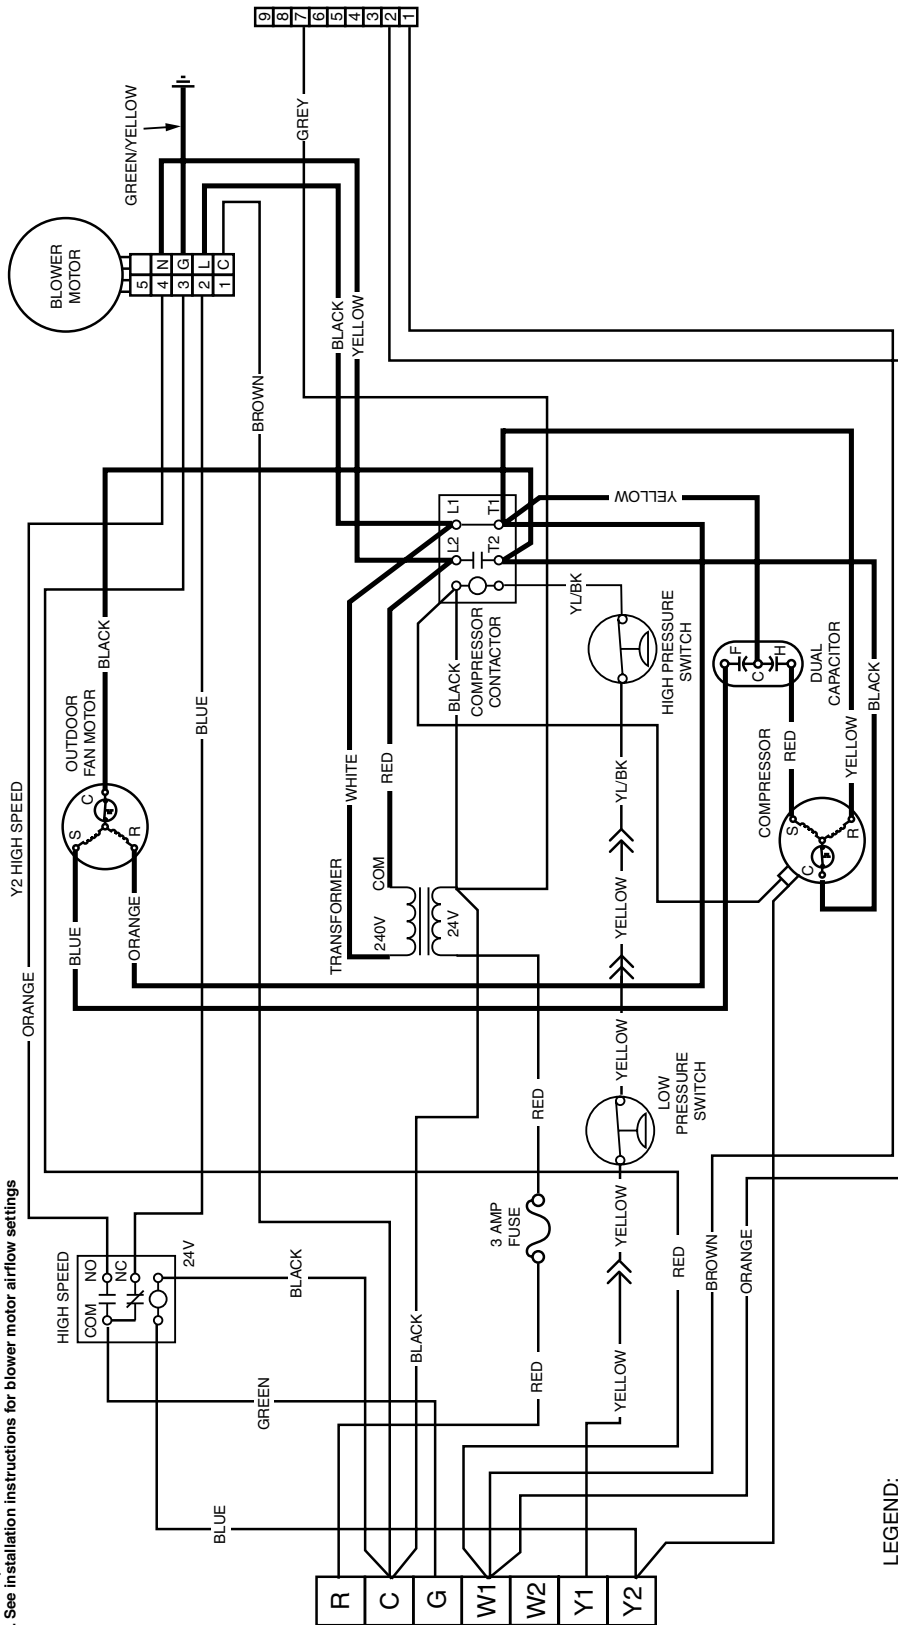 . See installation instructions for blower motor airflow settings
BLOWER
MOTOR
5
4 N
3 G
2 L
1 C
GREEN/YELLOW
9
8
7
6
5
4
3
2
1
GREY
BROWN
BLACK
YELLOW
Y2 HIGH SPEED
ORANGE
OUTDOOR
FAN MOTOR
S
C
R
BLACK
BLUE
ORANGE
BLUE
HIGH SPEED
COM
NO
NC
24V
BLACK
GREEN
BLUE
BLACK
TRANSFORMER
240V
COM
24V
WHITE
RED
BLACK
L2
L1
T2
T1
COMPRESSOR
CONTACTOR
YL/BK
YELLOW
HIGH PRESSURE
SWITCH
YL/BK
YELLOW
YELLOW
LOW
PRESSURE
SWITCH
YELLOW
YELLOW
RED
3 AMP
FUSE
RED
F
C
H
DUAL
CAPACITOR
COMPRESSOR
S
C
R
RED
YELLOW
BLACK
RED
BROWN
ORANGE
R
C
G
W1
W2
Y1
Y2
LEGEND: